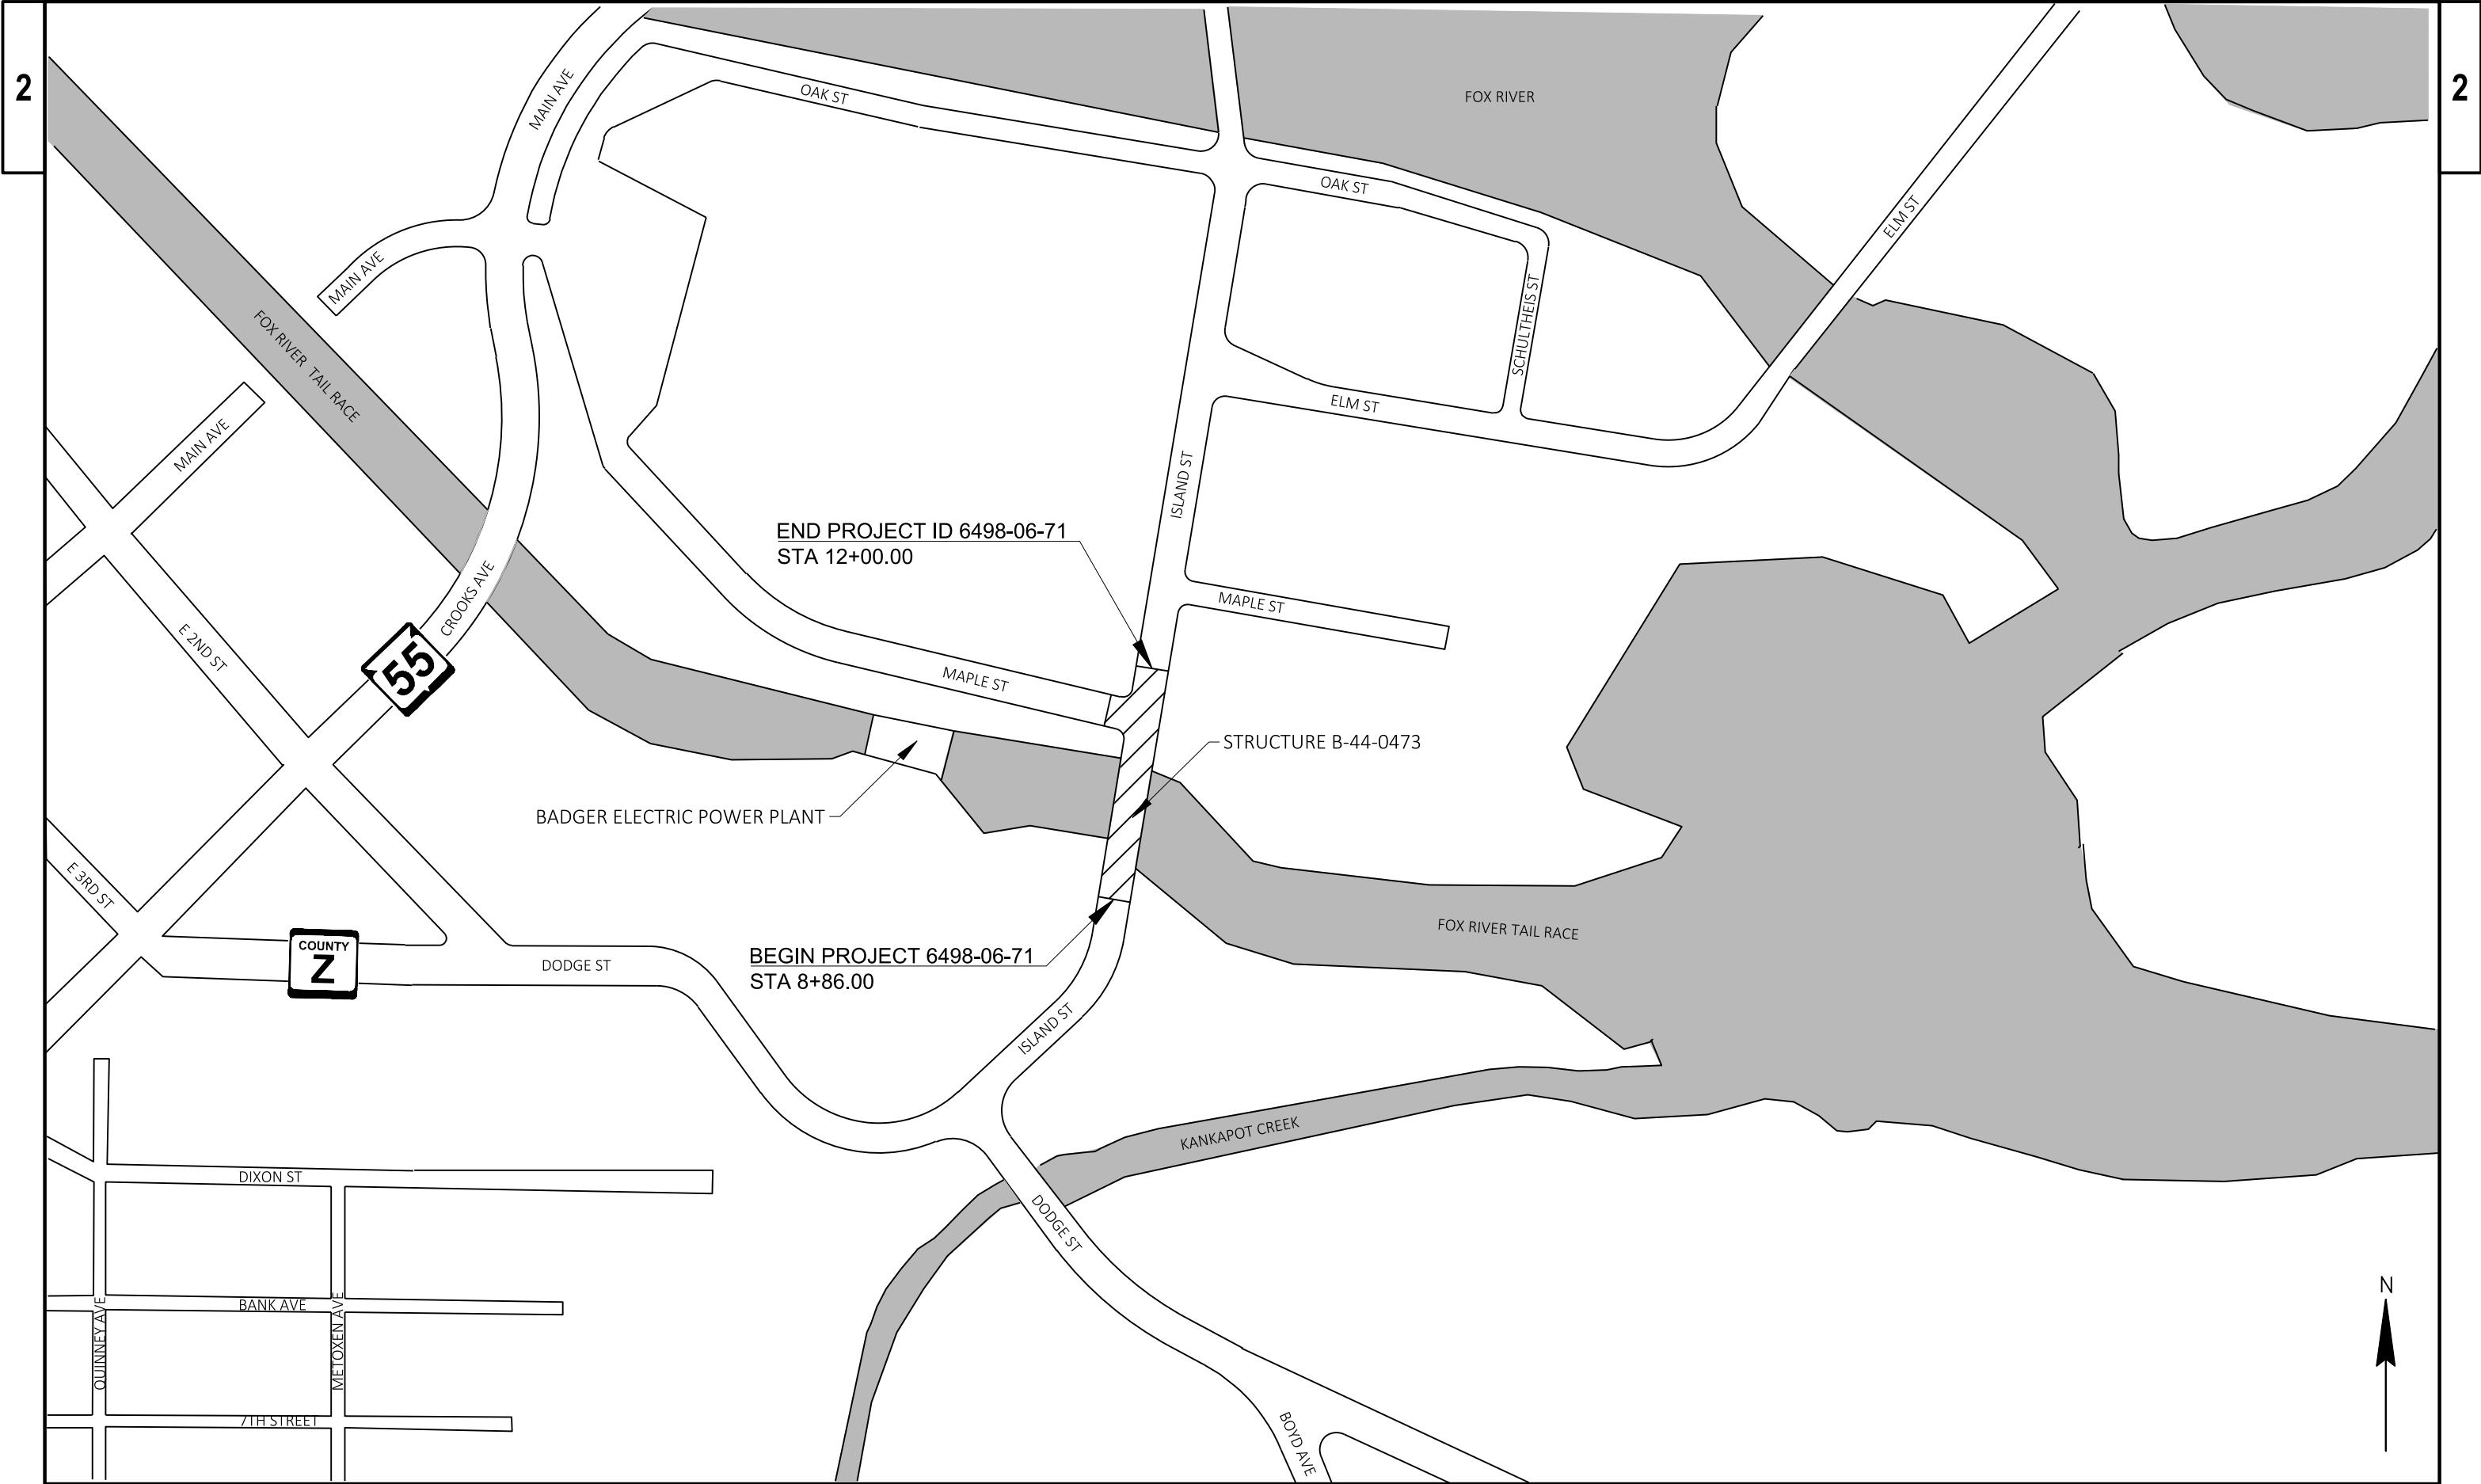 2
2
MAIN AVE
OAK ST
FOX RIVER
OAK ST
ELM ST
MAIN AVE
SCHULTHEIS ST
FOX RIVER TAIL RACE
ELM ST
MAIN AVE
ISLAND ST
END PROJECT ID 6498-06-71
STA 12+00.00
CROOKS AVE
MAPLE ST
E 2ND ST
55
MAPLE ST
STRUCTURE B-44-0473
BADGER ELECTRIC POWER PLANT
E 3RD ST
FOX RIVER TAIL RACE
COUNTY
Z
DODGE ST
BEGIN PROJECT 6498-06-71
STA 8+86.00
ISLAND ST
KANKAPOT CREEK
DIXON ST
DODGE ST
N
BANK AVE
QUINNEY AVE
METOXEN AVE
7TH STREET
BOYD AVE